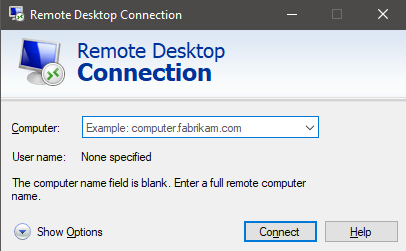 Remote Desktop Connection
Remote Desktop
Connection
Computer:
Example: computer.fabrikam.com
User name: None specified
The computer name field is blank. Enter a full remote computer
name.
Show Options
Connect
Help